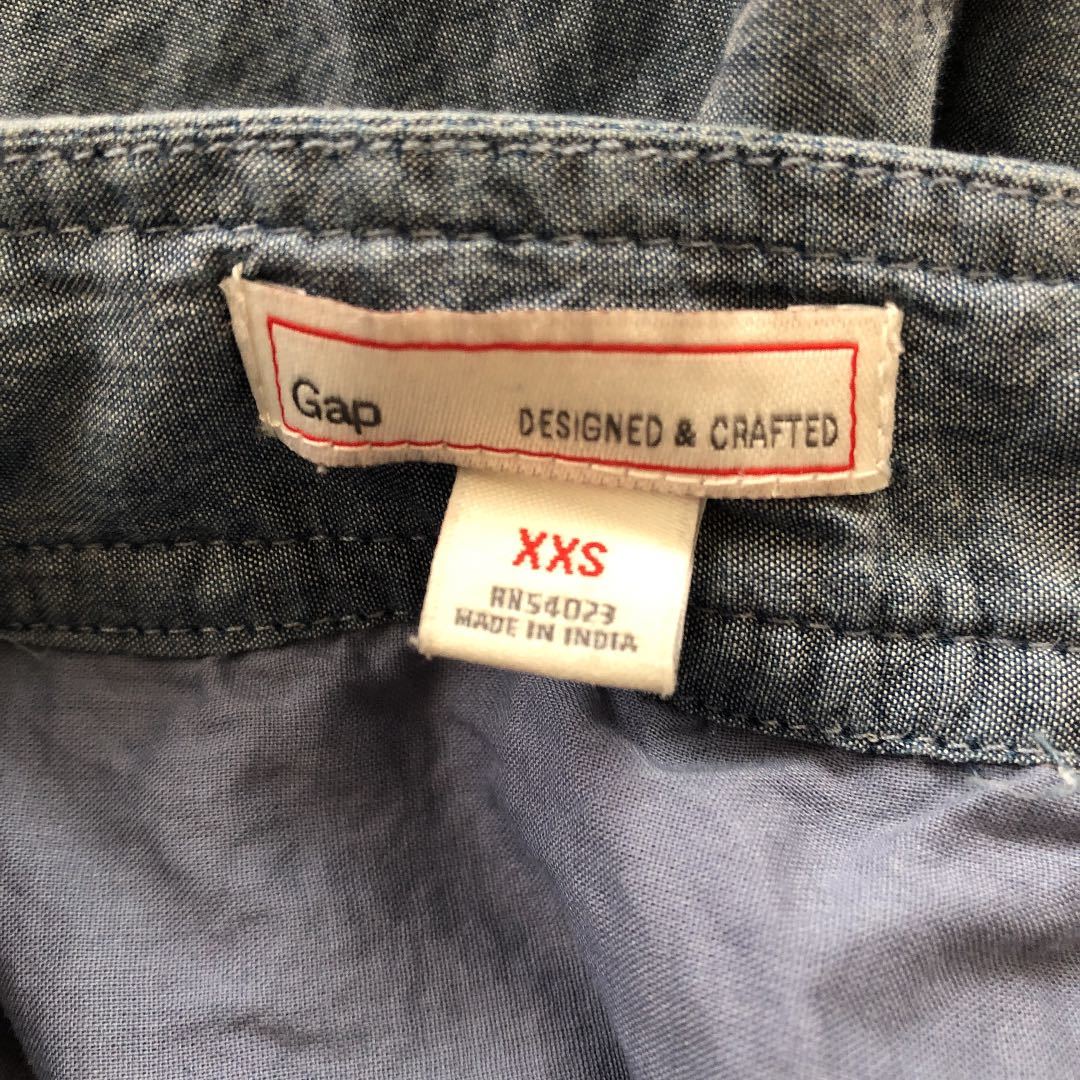 Gap DESIGNED & CRAFTED
XXS
RN54023
MADE IN INDIA